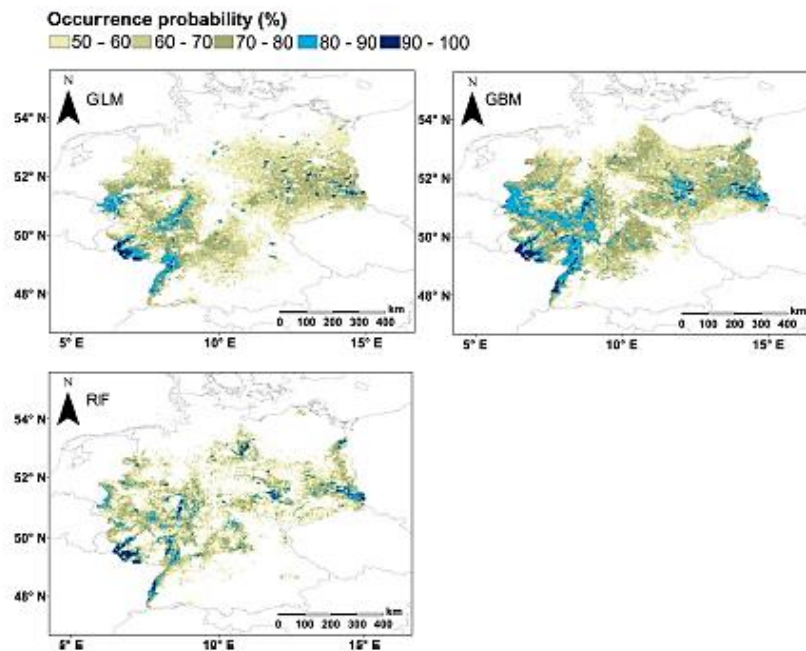 Occurrence probability (%)
50 - 60 60 - 70 70 - 80 80 - 90 90 - 100
N
GLM
54° N
52° N
50° N
48° N
km
0 100 200 300 400
5° E 10° E 15° E
N
GBM
54° N
52° N
50° N
48° N
km
0 100 200 300 400
5° E 10° E 15° E
N
RIF
54° N
52° N
50° N
48° N
km
0 100 200 300 400
5° E 10° E 15° E